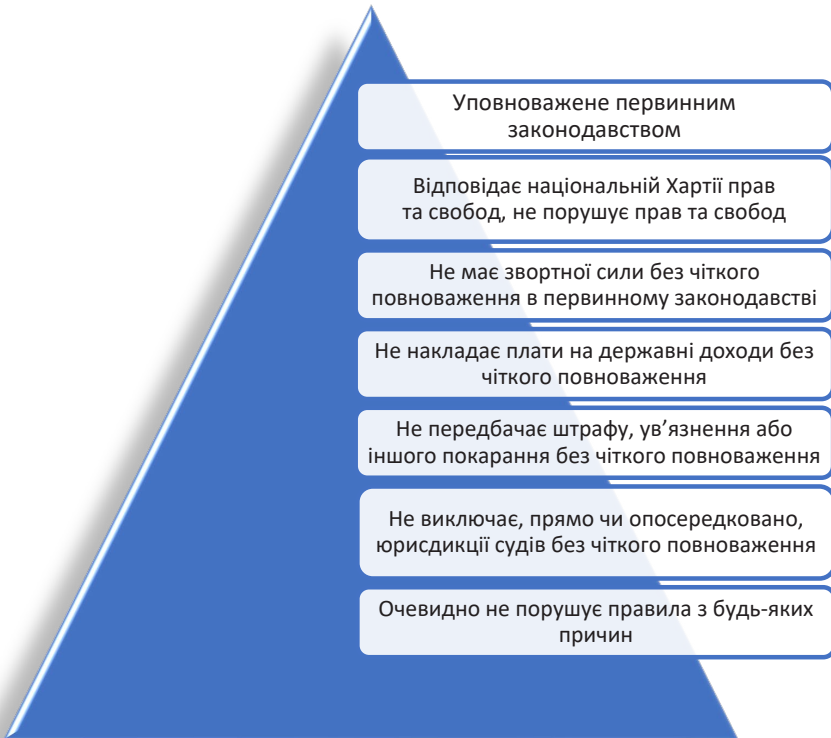 Уповноважене первинним
законодавством
Відповідає національній Хартії прав
та свобод, не порушує прав та свобод
Не має звортної сили без чіткого
повноваження в первинному законодавстві
Не накладає плати на державні доходи без
чіткого повноваження
Не передбачає штрафу, ув’язнення або
іншого покарання без чіткого повноваження
Не виключає, прямо чи опосередковано,
юрисдикції судів без чіткого повноваження
Очевидно не порушує правила з будь-яких
причин